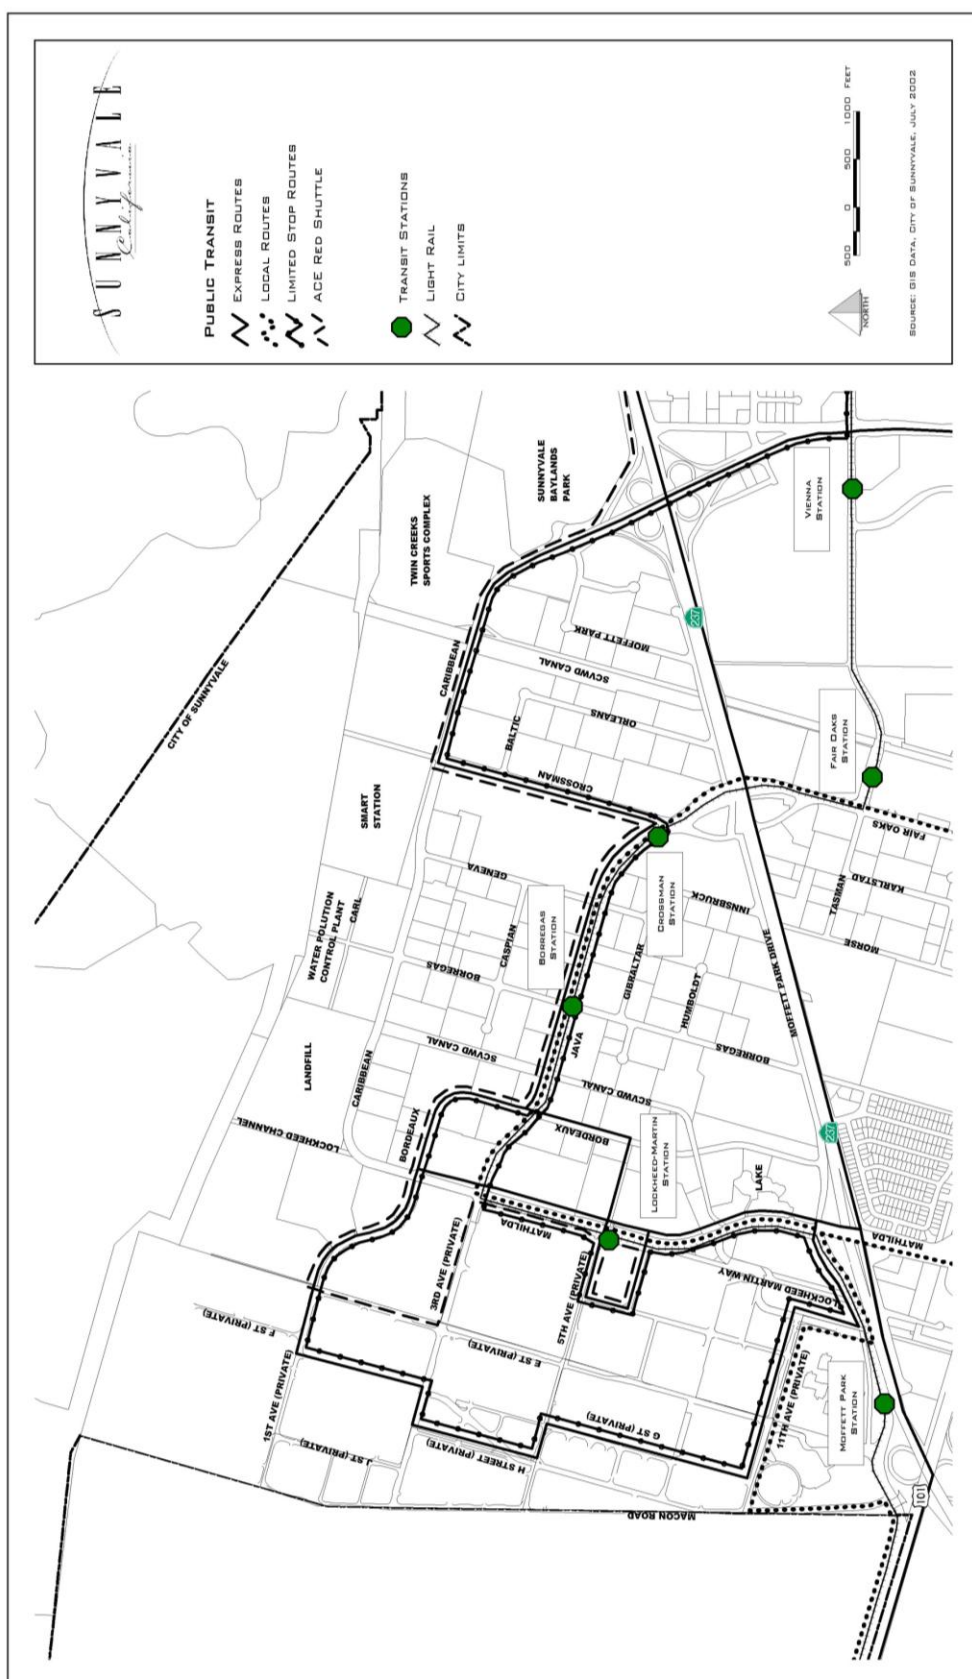 SUNNYVALE
California
PUBLIC TRANSIT
EXPRESS ROUTES
LOCAL ROUTES
LIMITED STOP ROUTES
ACE RED SHUTTLE
TRANSIT STATIONS
LIGHT RAIL
CITY LIMITS
NORTH
500 0 500 1000 FEET
SOURCE: GIS DATA, CITY OF SUNNYVALE, JULY 2002
CITY OF SUNNYVALE
TWIN CREEKS
SPORTS COMPLEX
SUNNYVALE
BAYLANDS
PARK
VIENNA
STATION
CARIBBEAN
MOFFETT PARK
SCVWD CANAL
ORLEANS
BALTIC
CROSSMAN
237
FAIR OAKS
STATION
FAIR OAKS
SMART
STATION
WATER POLUTION
CONTROL PLANT
CARL
GENEVA
CASPIAN
BORREGAS
BORREGAS
STATION
CROSSMAN
STATION
INNSBRUCK
TASMAN
KARLSTAD
MORSE
GIBRALTAR
HUMBOLDT
MOFFETT PARK DRIVE
BORREGAS
JAVA
LANDFILL
CARIBBEAN
SCVWD CANAL
SCVWD CANAL
LOCKHEED CHANNEL
BORDEAUX
BORDEAUX
LOCKHEED-MARTIN
STATION
LAKE
237
MATHILDA
MATHILDA
3RD AVE (PRIVATE)
5TH AVE (PRIVATE)
LOCKHEED MARTIN WAY
F ST (PRIVATE)
E ST (PRIVATE)
1ST AVE (PRIVATE)
J ST (PRIVATE)
H STREET (PRIVATE)
G ST (PRIVATE)
11TH AVE (PRIVATE)
MOFFETT PARK
STATION
MACON ROAD
101